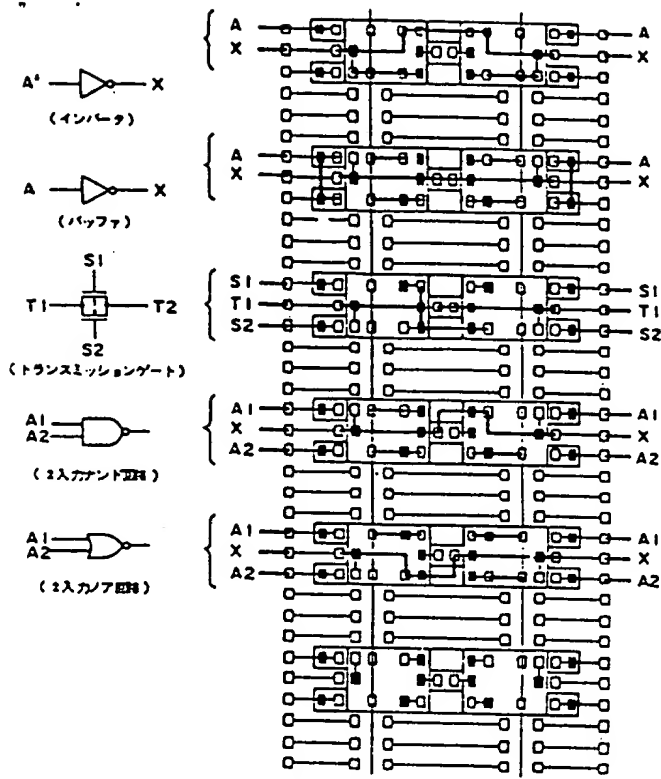 A
X
A
X
A' X
(インバータ)
A
X
A
X
A X
(バッファ)
S1
T1 T2
S2
(トランスミッションゲート)
S1
T1
S2
S1
T1
S2
A1
A2
(2入力ナンド回路)
A1
X
A2
A1
X
A2
A1
A2
(2入力ノア回路)
A1
X
A2
A1
X
A2